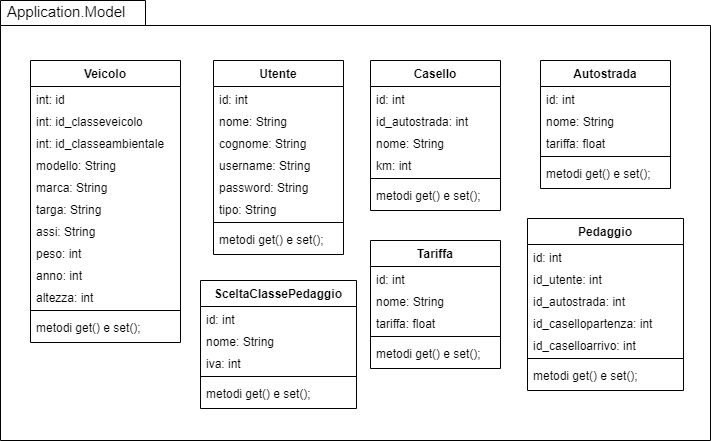 Application.Model
Veicolo
int: id
int: id_classeveicolo
int: id_classeambientale
modello: String
marca: String
targa: String
assi: String
peso: int
anno: int
altezza: int
metodi get() e set();
Utente
id: int
nome: String
cognome: String
username: String
password: String
tipo: String
metodi get() e set();
Casello
id: int
id_autostrada: int
nome: String
km: int
metodi get() e set();
Autostrada
id: int
nome: String
tariffa: float
metodi get() e set();
SceltaClassePedaggio
id: int
nome: String
iva: int
metodi get() e set();
Tariffa
id: int
nome: String
tariffa: float
metodi get() e set();
Pedaggio
id: int
id_utente: int
id_autostrada: int
id_casellopartenza: int
id_caselloarrivo: int
metodi get() e set();